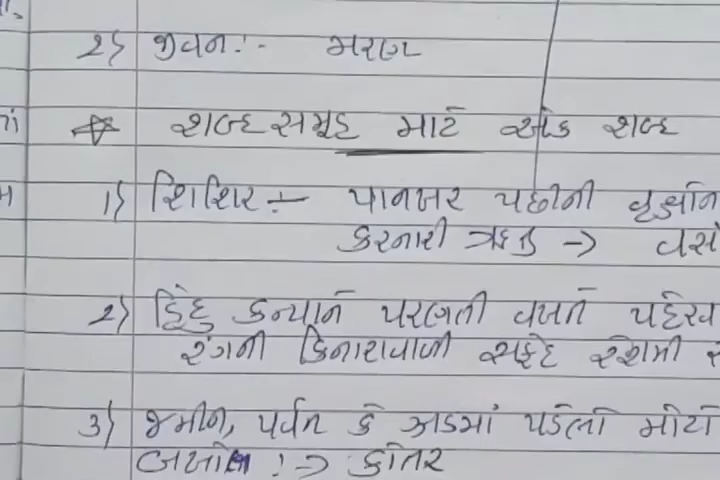 2) જીવન :- મરણ
☆ શબ્દસમૂહ માટે એક શબ્દ
1) શિશિર :- પાનખર પછીની વૃક્ષોને
કરનારી ઋતુ → વસં
2) હિંદુ કન્યાને પરણતી વખતે પહેરવ
રંગની કિનારાવાળી સફેદ રેશમી
3) જમીન, પર્વત કે ઝાડમાં પડેલી મોટો
બખોલ :→ કોતર